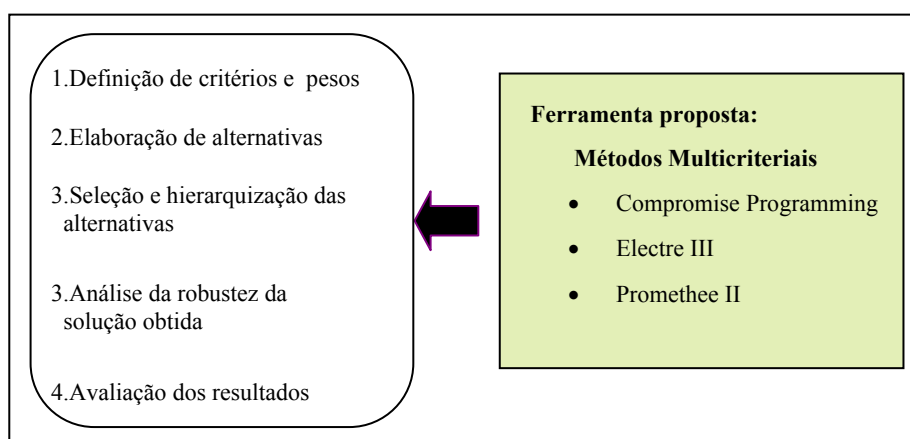 1.Definição de critérios e pesos
2.Elaboração de alternativas
3.Seleção e hierarquização das
alternativas
3.Análise da robustez da
solução obtida
4.Avaliação dos resultados
Ferramenta proposta:
Métodos Multicriteriais
• Compromise Programming
• Electre III
• Promethee II